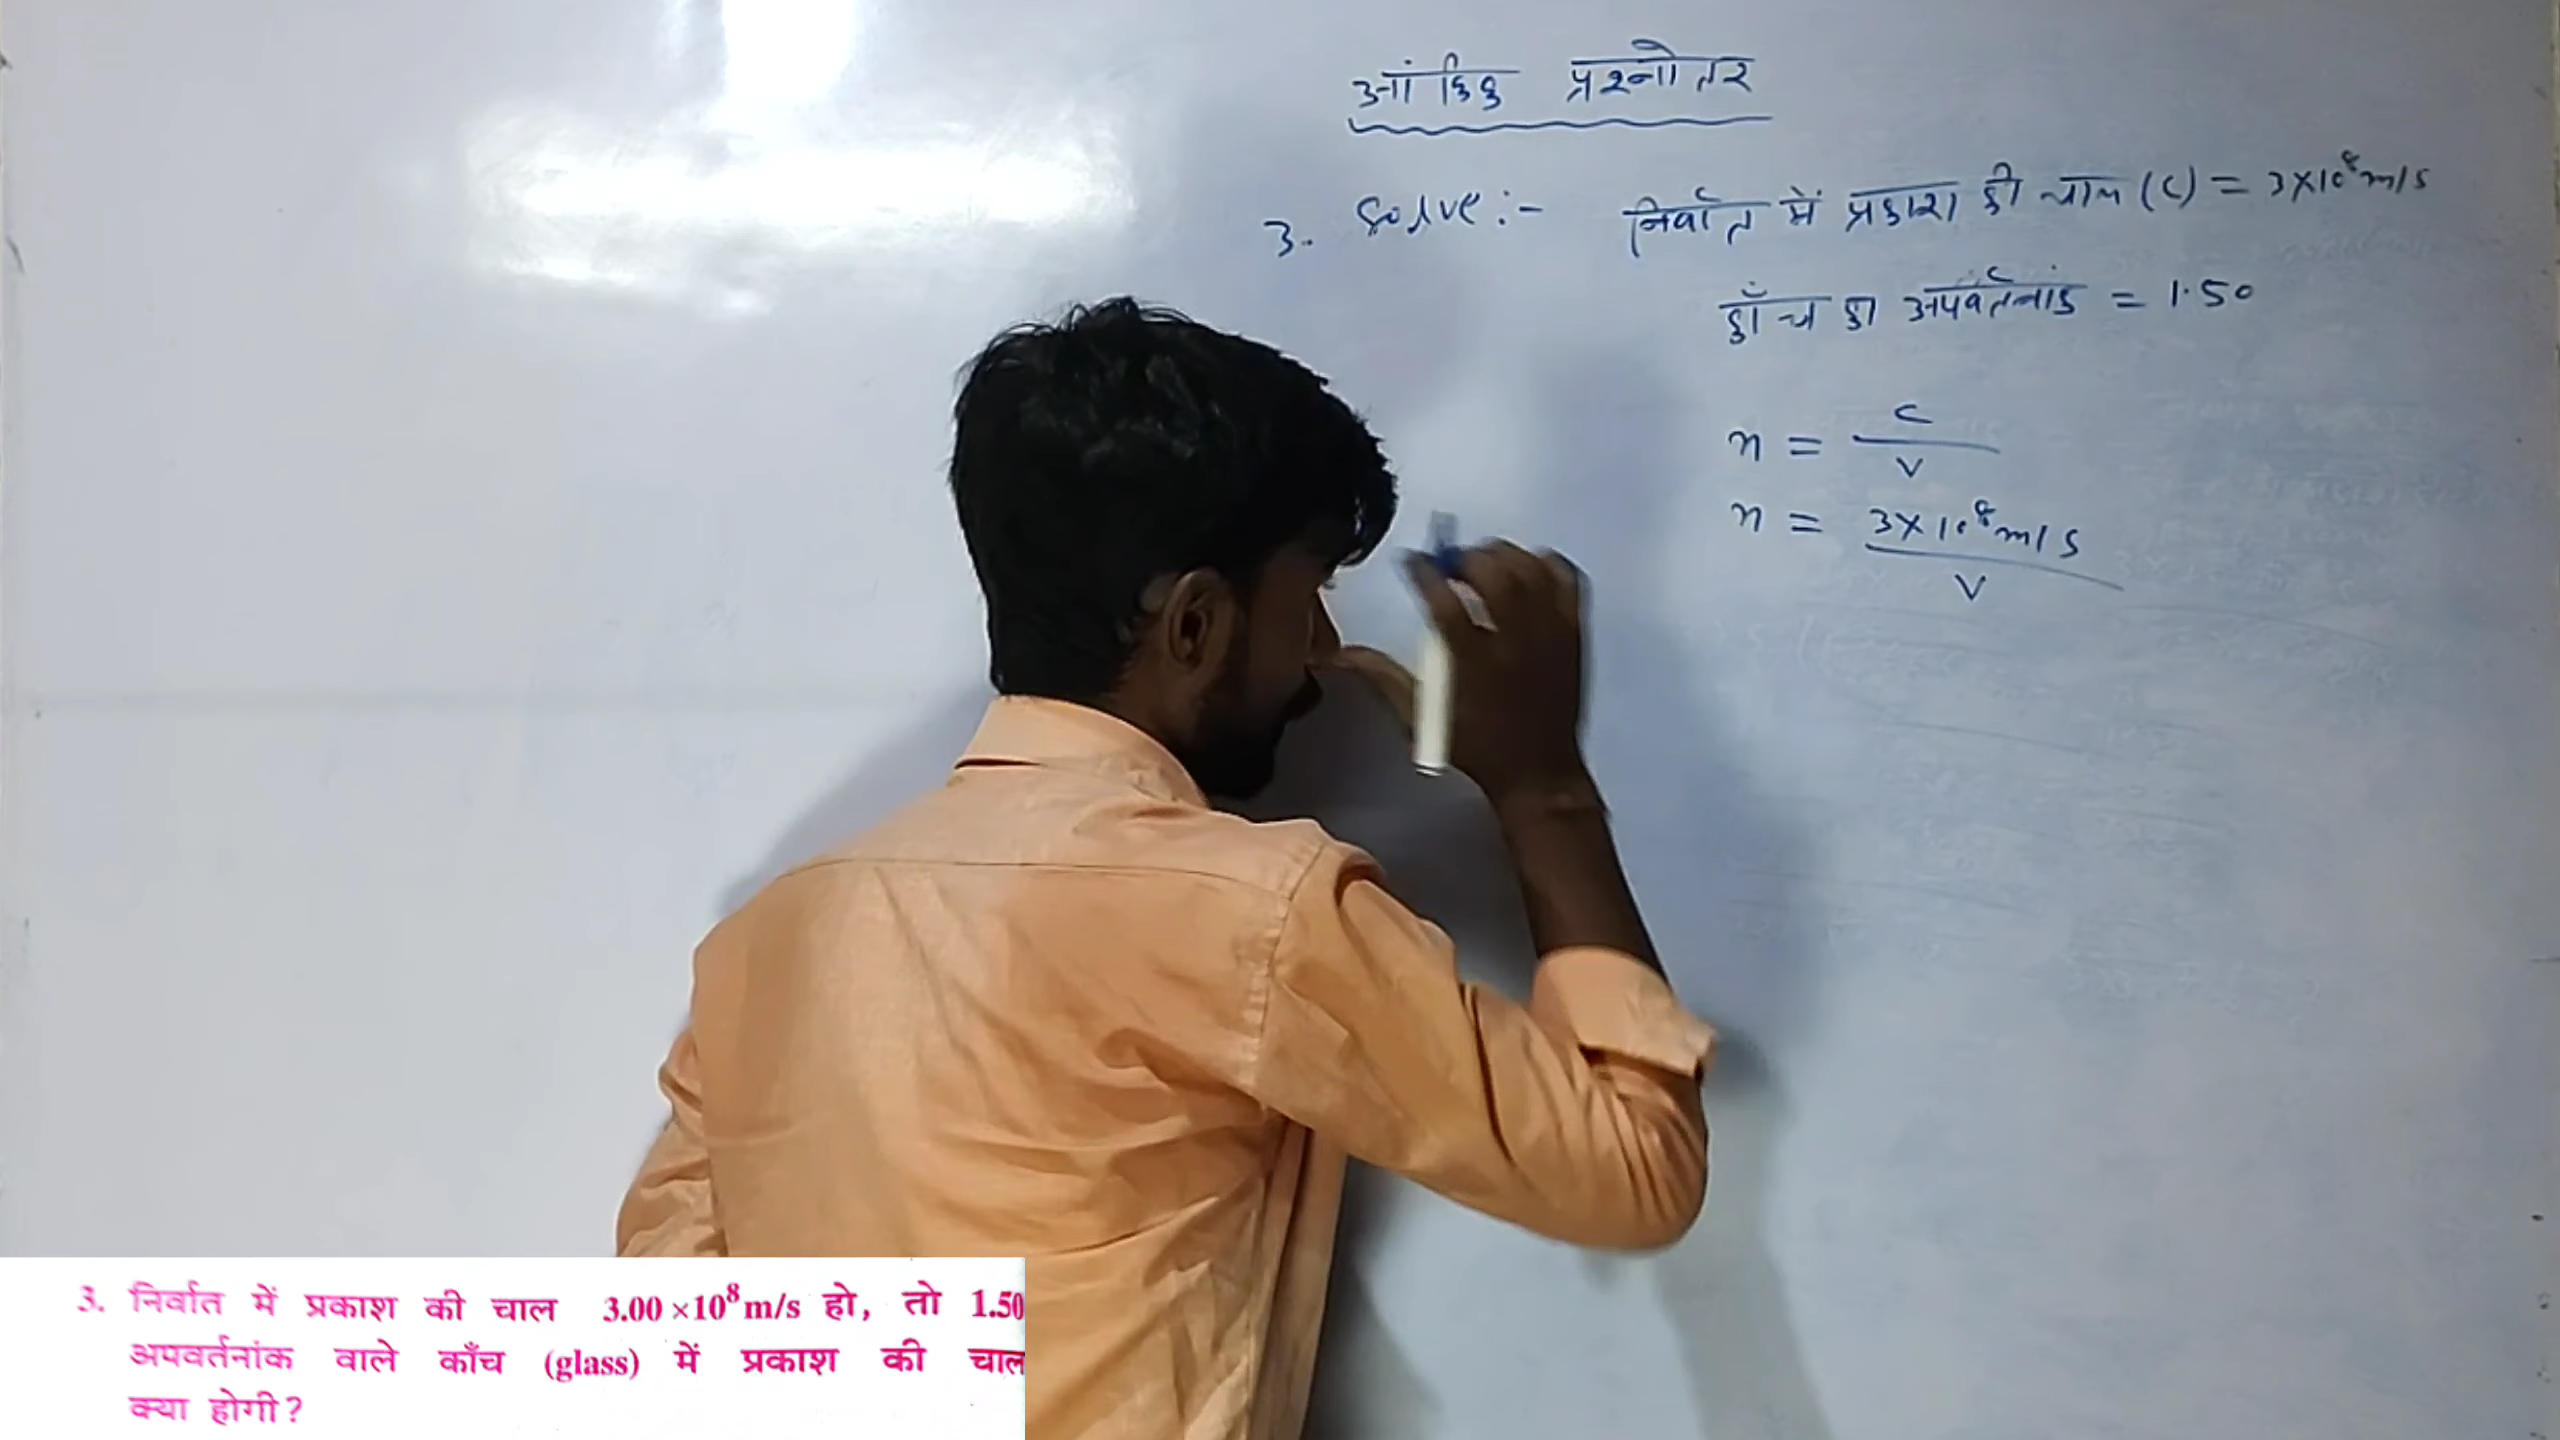 आंकिक प्रश्नोतर
3. Solve :- निर्वात में प्रकाश की चाल (c) = 3×10⁸ m/s
काँच का अपवर्तनांक = 1.50
n = c / v
n = 3×10⁸ m/s / v
3. निर्वात में प्रकाश की चाल 3.00 ×10⁸ m/s हो, तो 1.50
अपवर्तनांक वाले काँच (glass) में प्रकाश की चाल
क्या होगी?